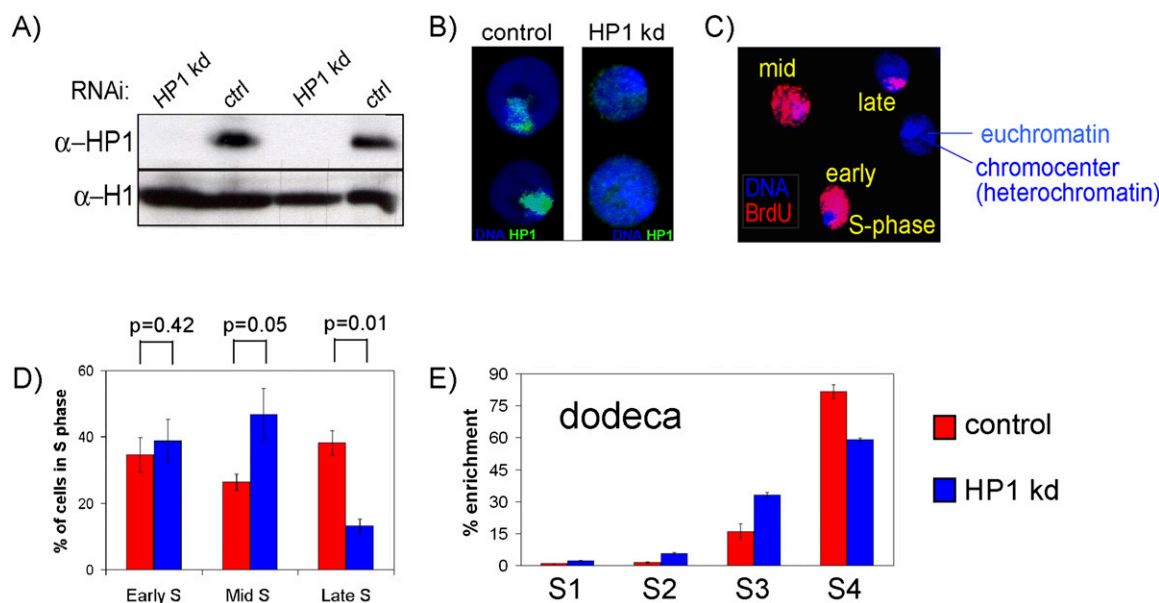 A)
RNAi:
HP1 kd
ctrl
HP1 kd
ctrl
α–HP1
α–H1
B)
control
HP1 kd
DNA HP1
DNA HP1
C)
mid
late
euchromatin
chromocenter
(heterochromatin)
early
DNA
BrdU
S-phase
D)
p=0.42
p=0.05
p=0.01
% of cells in S phase
60
40
20
0
Early S
Mid S
Late S
E)
dodeca
% enrichment
90
75
60
45
30
15
0
S1
S2
S3
S4
control
HP1 kd